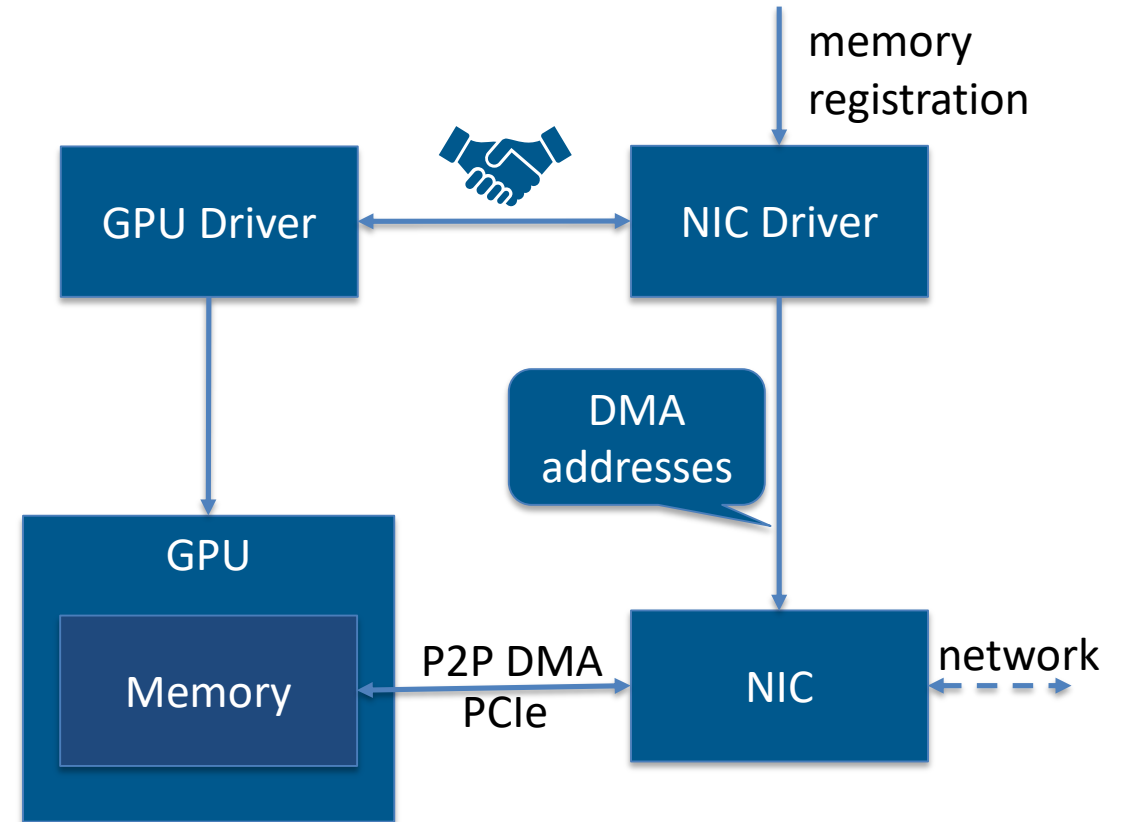 memory
registration
GPU Driver
NIC Driver
DMA
addresses
GPU
Memory
P2P DMA
PCIe
NIC
network